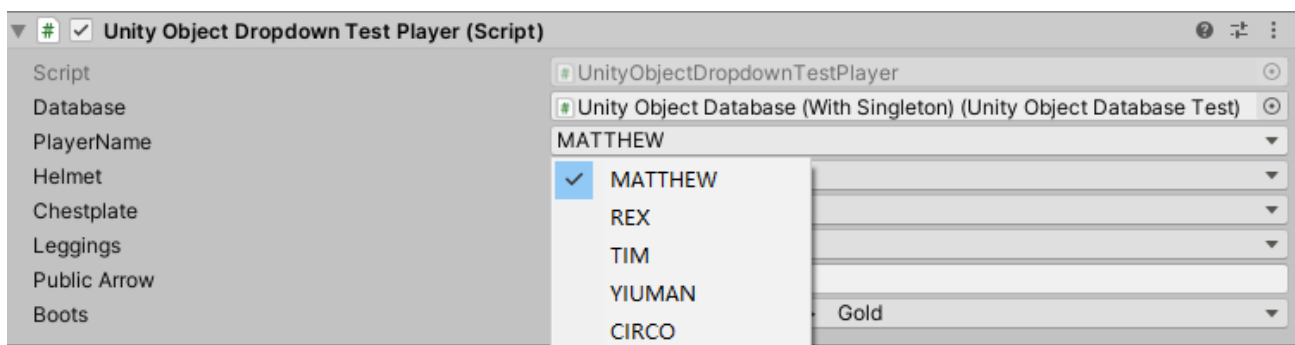 Unity Object Dropdown Test Player (Script)
Script UnityObjectDropdownTestPlayer
Database Unity Object Database (With Singleton) (Unity Object Database Test)
PlayerName MATTHEW
Helmet MATTHEW
Chestplate REX
Leggings TIM
Public Arrow YIUMAN
Boots Gold
CIRCO